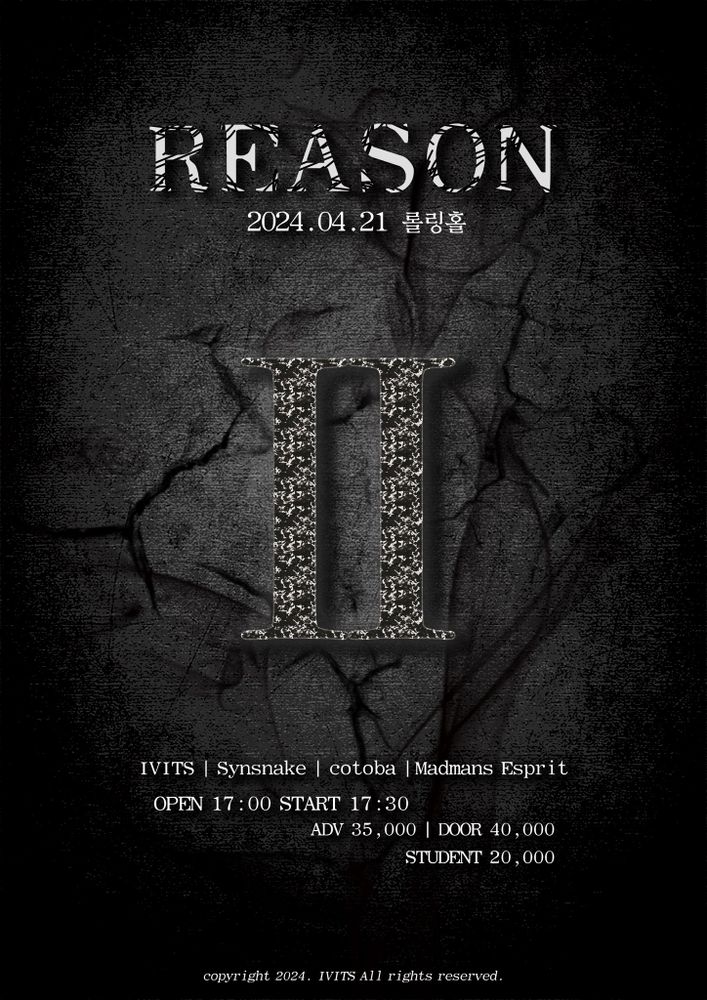 REASON
2024.04.21 롤링홀
II
IVITS | Synsnake | cotoba | Madmans Esprit
OPEN 17:00 START 17:30
ADV 35,000 | DOOR 40,000
STUDENT 20,000
copyright 2024. IVITS All rights reserved.